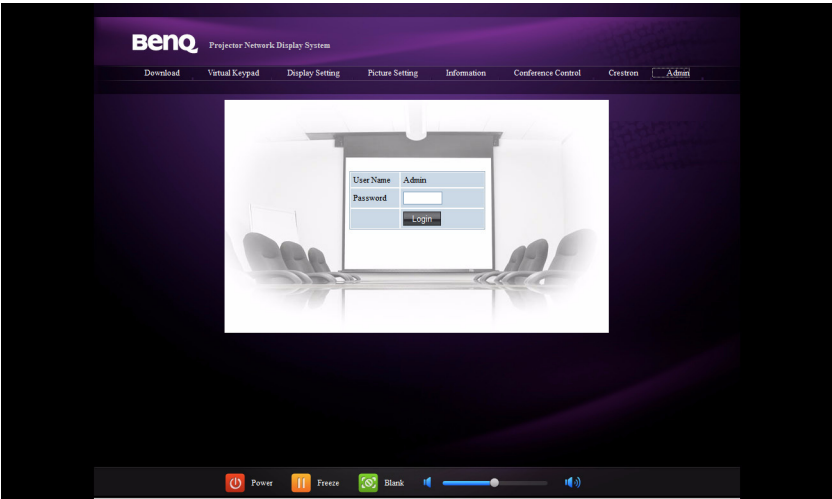 BenQ Projector Network Display System
Download Virtual Keypad Display Setting Picture Setting Information Conference Control Crestron Admin
User Name Admin
Password
Login
Power Freeze Blank